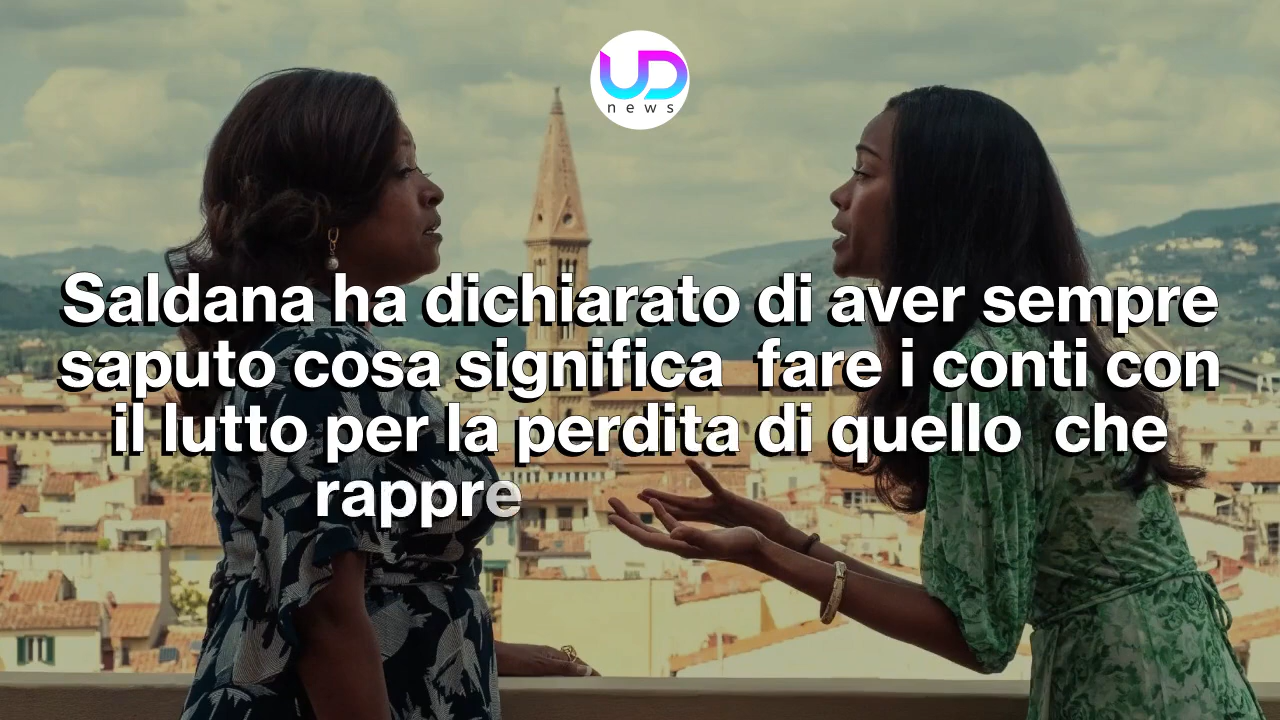 UD
news
Saldana ha dichiarato di aver sempre
saputo cosa significa  fare i conti con
il lutto per la perdita di quello  che
rappre